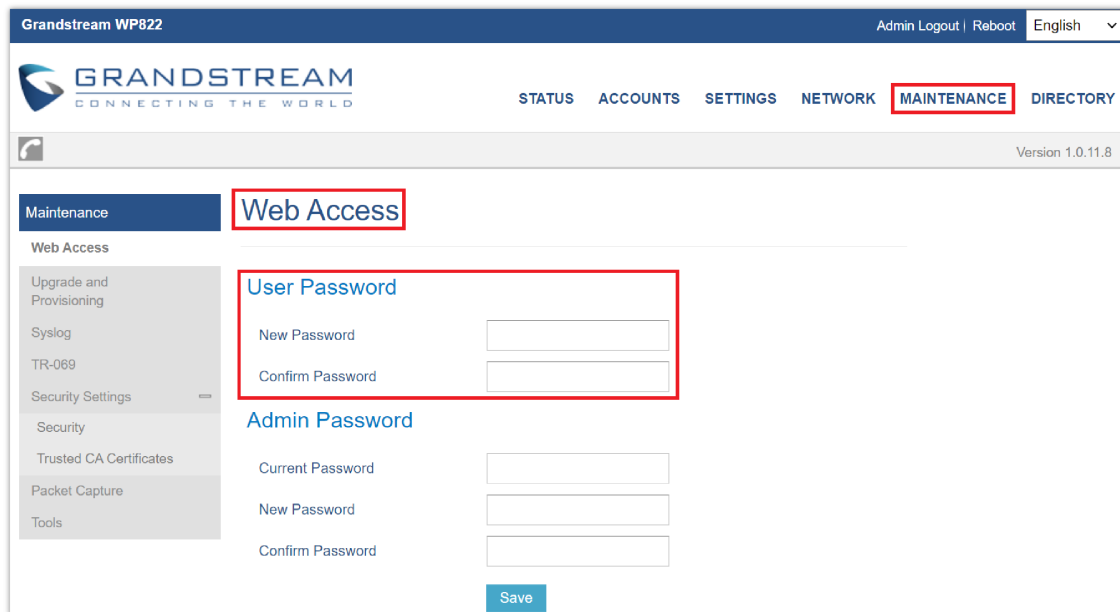 Grandstream WP822
Admin Logout | Reboot
English
GRANDSTREAM
CONNECTING THE WORLD
STATUS ACCOUNTS SETTINGS NETWORK MAINTENANCE DIRECTORY
Version 1.0.11.8
Maintenance
Web Access
Upgrade and
Provisioning
Syslog
TR-069
Security Settings
Security
Trusted CA Certificates
Packet Capture
Tools
Web Access
User Password
New Password
Confirm Password
Admin Password
Current Password
New Password
Confirm Password
Save